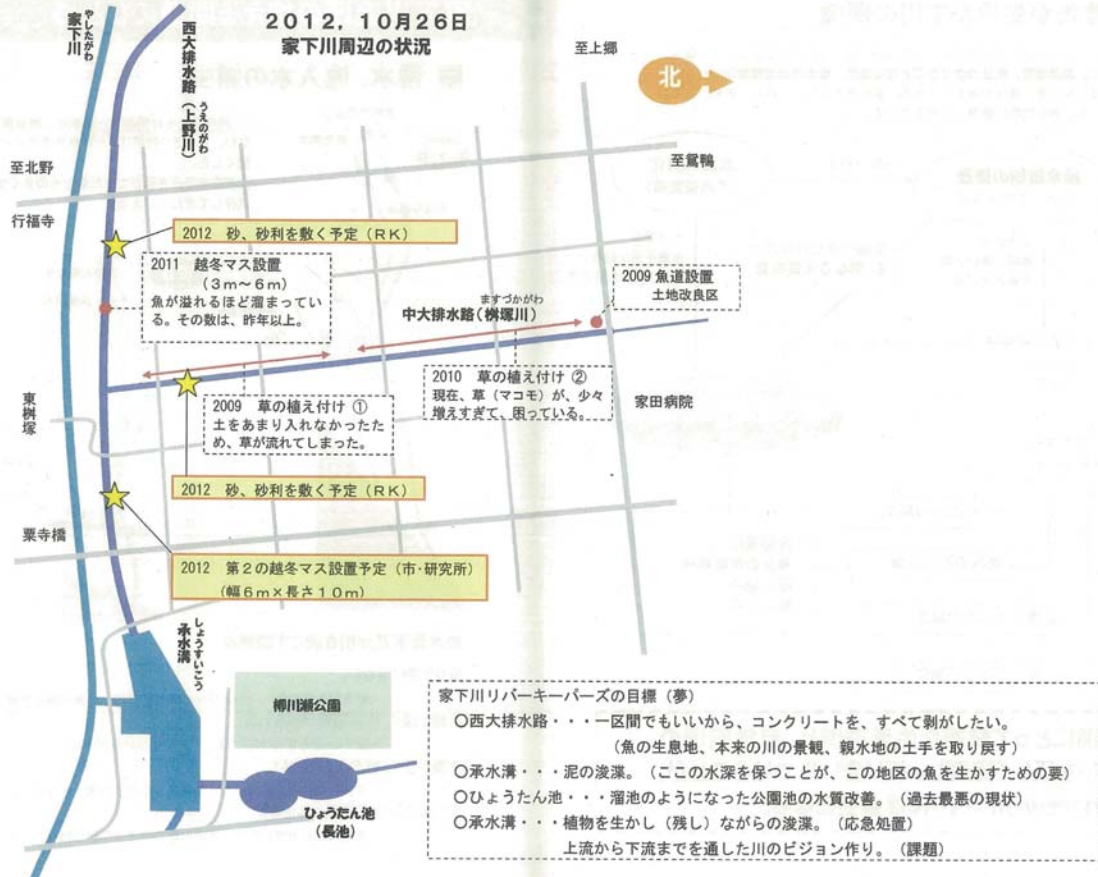 2012，10月26日
家下川周辺の状況
やしたがわ
家下川
西大排水路（上野川）
うえのがわ
至上郷
北
至北野
至鴛鴨
行福寺
2012 砂、砂利を敷く予定（RK）
2011 越冬マス設置
（3m～6m）
魚が溢れるほど溜まってい
る。その数は、昨年以上。
ますづかがわ
中大排水路（桝塚川）
2009 魚道設置
土地改良区
東桝塚
2009 草の植え付け ①
土をあまり入れなかったた
め、草が流れてしまった。
2010 草の植え付け ②
現在、草（マコモ）が、少々
増えすぎて、困っている。
家田病院
2012 砂、砂利を敷く予定（RK）
粟寺橋
2012 第2の越冬マス設置予定（市・研究所）
（幅6m×長さ10m）
しょうすいこう
承水溝
柳川瀬公園
ひょうたん池
（長池）
家下川リバーキーパーズの目標（夢）
○西大排水路・・・一区間でもいいから、コンクリートを、すべて剥がしたい。
（魚の生息地、本来の川の景観、親水地の土手を取り戻す）
○承水溝・・・泥の浚渫。（ここの水深を保つことが、この地区の魚を生かすための要）
○ひょうたん池・・・溜池のようになった公園池の水質改善。（過去最悪の現状）
○承水溝・・・植物を生かし（残し）ながらの浚渫。（応急処置）
上流から下流までを通した川のビジョン作り。（課題）